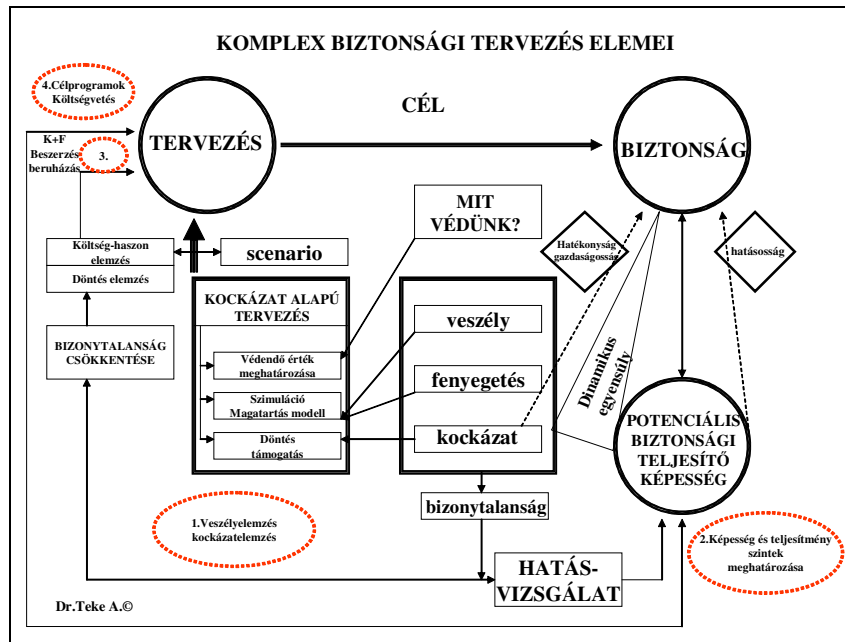 KOMPLEX BIZTONSÁGI TERVEZÉS ELEMEI
4.Célprogramok
Költségvetés
CÉL
TERVEZÉS
BIZTONSÁG
K+F
Beszerzés
beruházás
3.
MIT
VÉDÜNK?
Költség-haszon
elemzés
Döntés elemzés
scenario
Hatékonyság
gazdaságosság
hatásosság
KOCKÁZAT ALAPÚ
TERVEZÉS
Védendő érték
meghatározása
Szimuláció
Magatartás modell
Döntés
támogatás
veszély
fenyegetés
kockázat
BIZONYTALANSÁG
CSÖKKENTÉSE
Dinamikus
egyensúly
POTENCIÁLIS
BIZTONSÁGI
TELJESÍTŐ
KÉPESSÉG
bizonytalanság
1.Veszélyelemzés
kockázatelemzés
2.Képesség és teljesítmény
szintek
meghatározása
HATÁS-
VIZSGÁLAT
Dr.Teke A.©